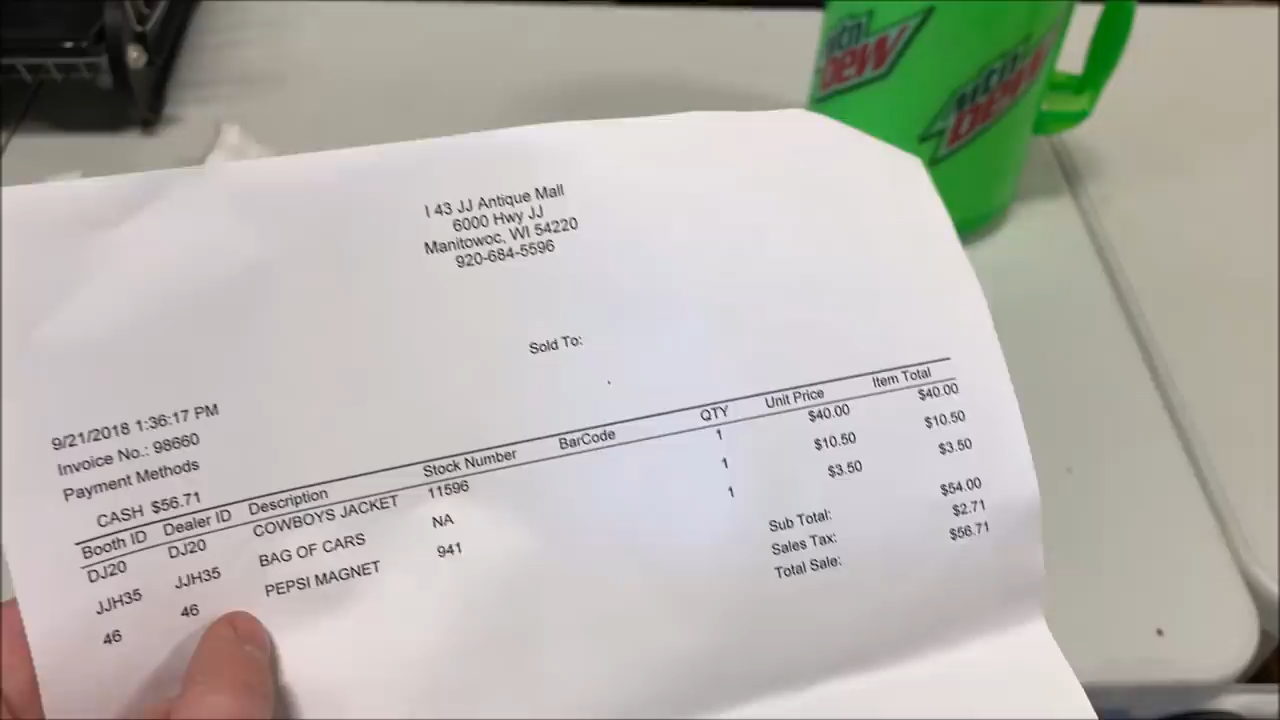 I 43 JJ Antique Mall
6000 Hwy JJ
Manitowoc, WI 54220
920-684-5596
Sold To:
9/21/2018 1:36:17 PM
Invoice No.: 98660
Payment Methods
CASH $56.71
Booth ID Dealer ID Description Stock Number BarCode QTY Unit Price Item Total
DJ20 DJ20 COWBOYS JACKET 11596 1 $40.00 $40.00
JJH35 JJH35 BAG OF CARS NA 1 $10.50 $10.50
46 46 PEPSI MAGNET 941 1 $3.50 $3.50
Sub Total: $54.00
Sales Tax: $2.71
Total Sale: $56.71
mtn
DEW
mtn
DEW